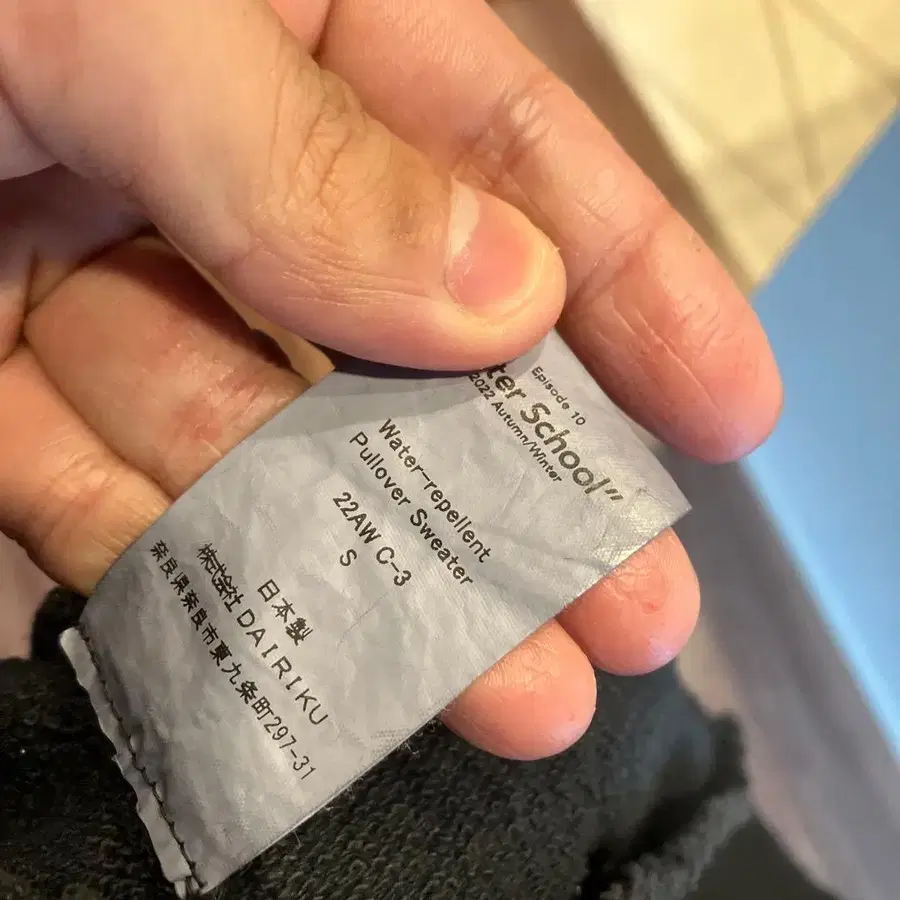 Episode 10
ter School"
2022 Autumn/Winter
Water-repellent
Pullover Sweater
22AW C-3
S
日本製
株式会社 DAIRIKU
奈良県奈良市東九条町297-31